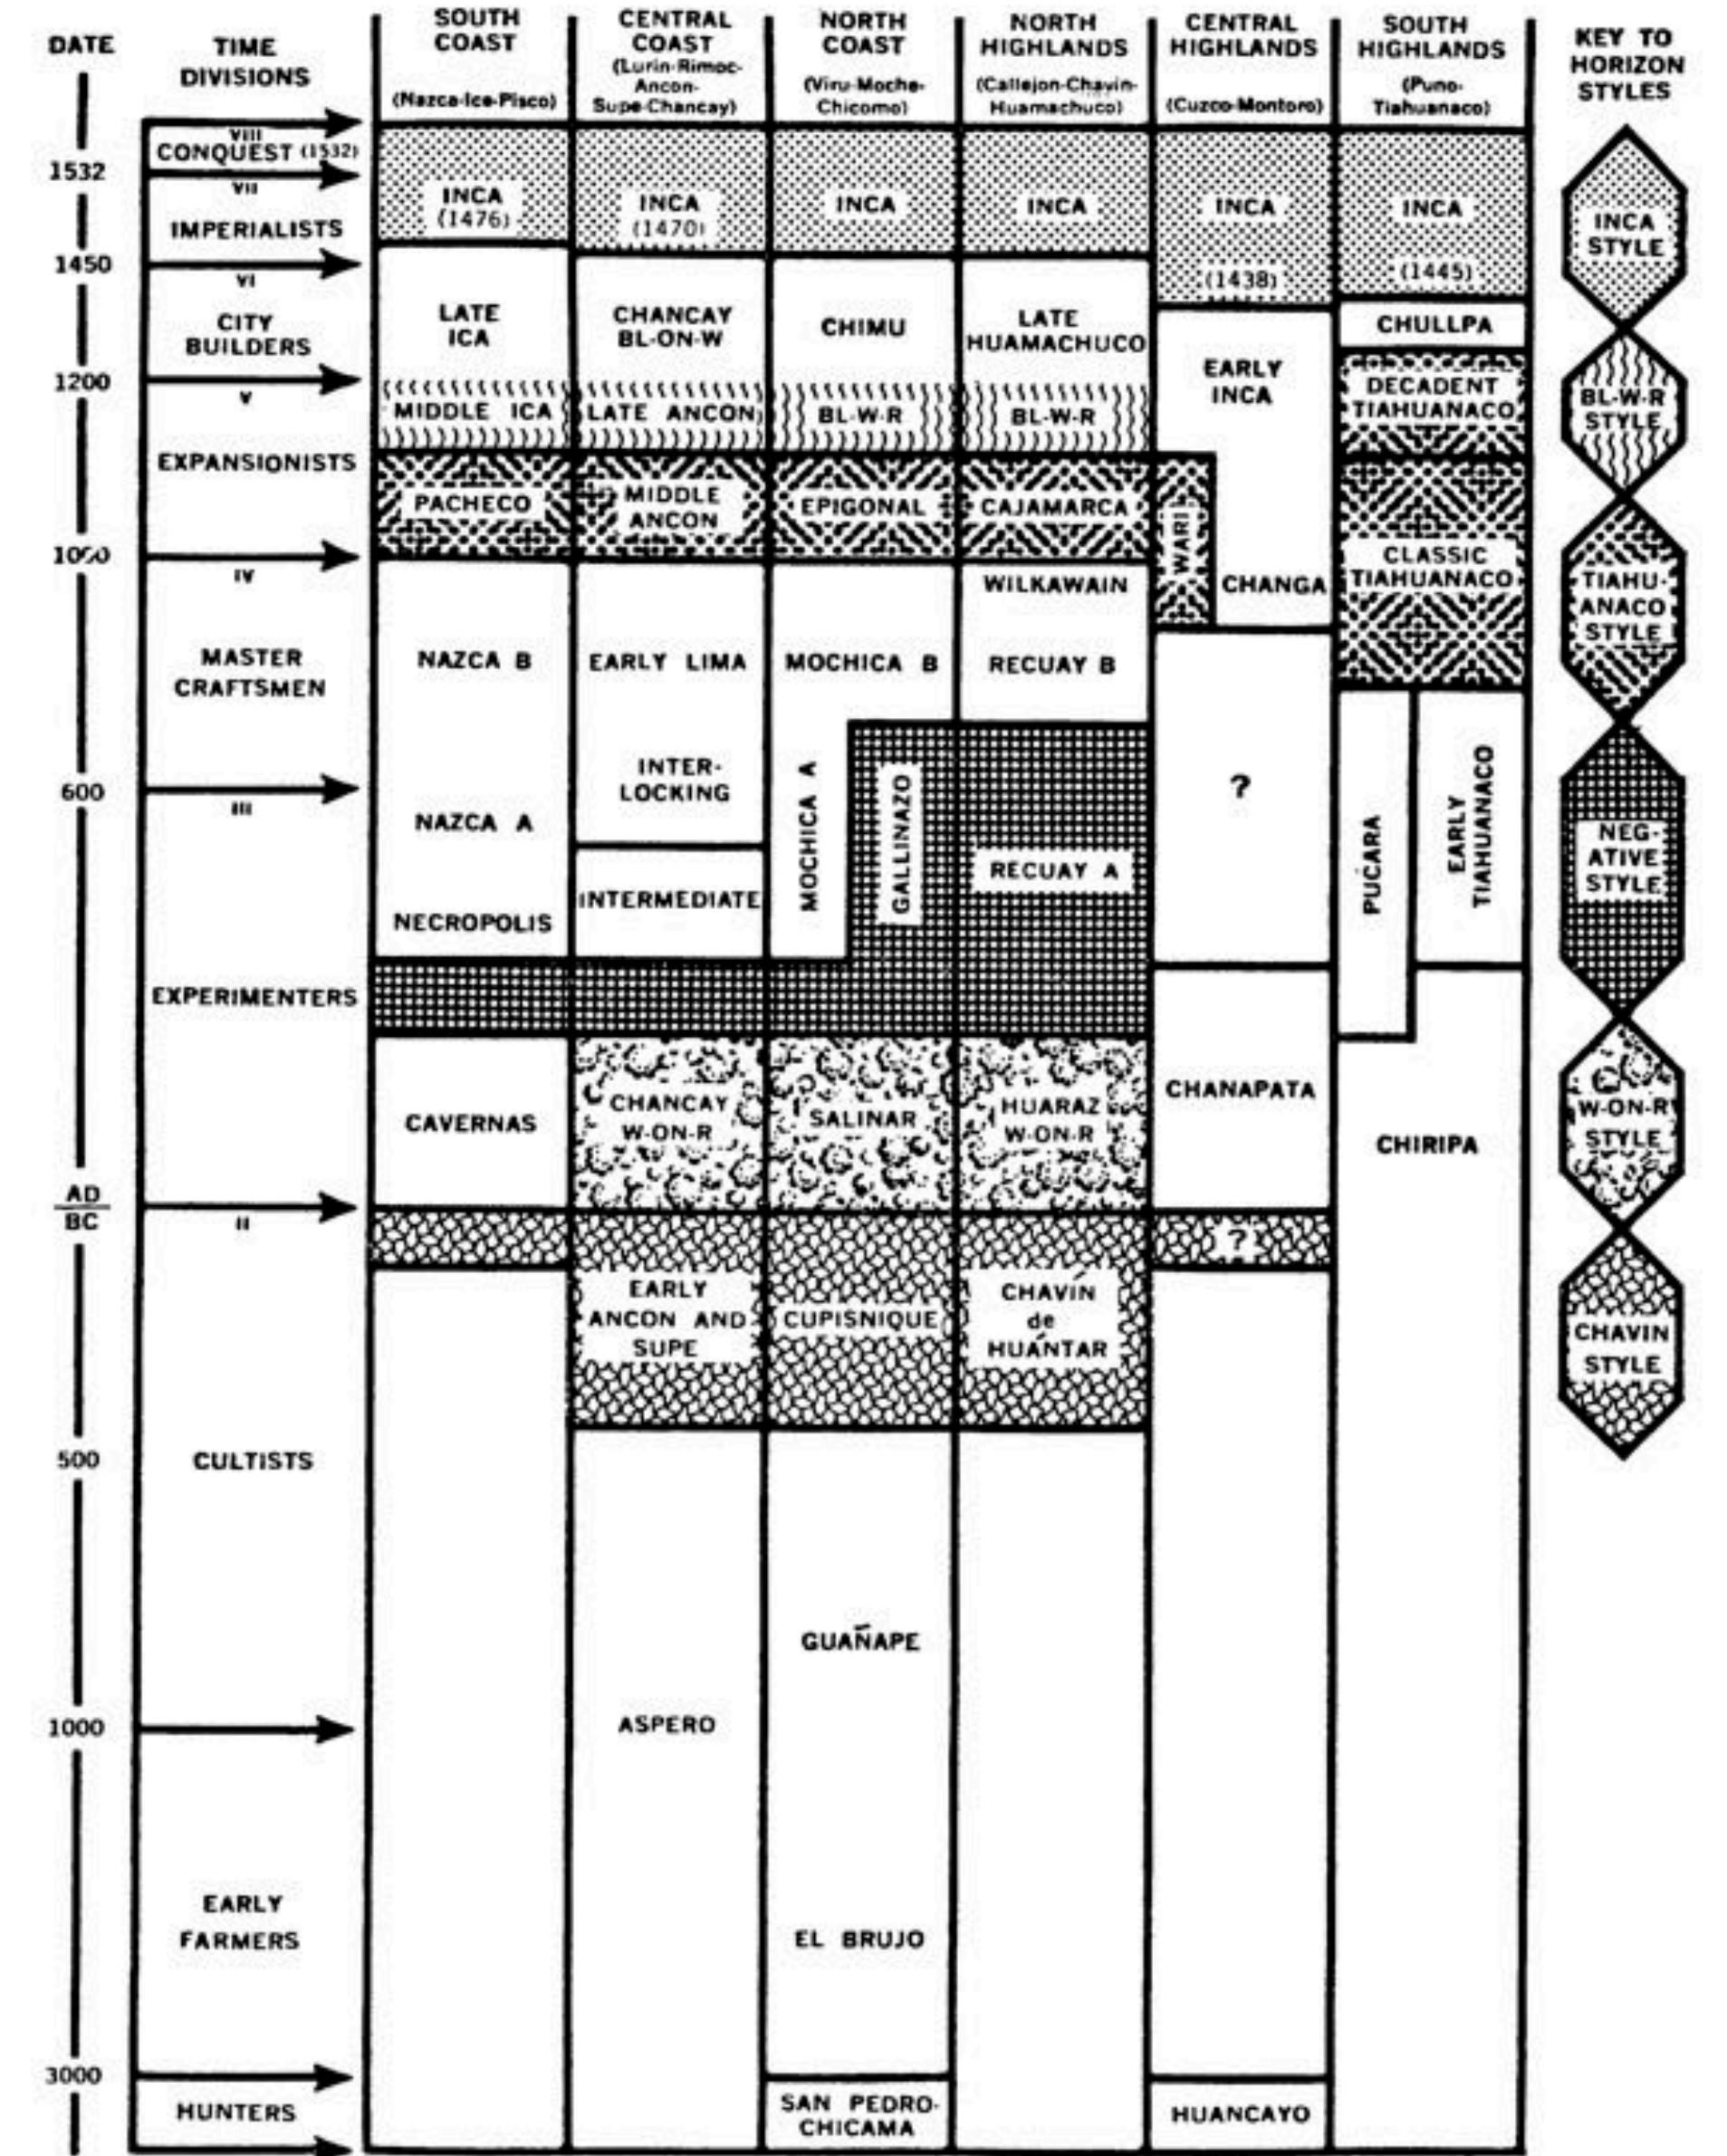 DATE
TIME
DIVISIONS
SOUTH
COAST
(Nazca-Ice-Pisco)
CENTRAL
COAST
(Lurin-Rimoc-
Ancon-
Supe-Chancay)
NORTH
COAST
(Viru-Moche-
Chicomo)
NORTH
HIGHLANDS
(Callejon-Chavin-
Huamachuco)
CENTRAL
HIGHLANDS
(Cuzco-Montoro)
SOUTH
HIGHLANDS
(Puno-
Tiahuanaco)
KEY TO
HORIZON
STYLES
1532
1450
1200
600
AD
BC
500
1000
3000
VIII
CONQUEST (1532)
VII
IMPERIALISTS
VI
CITY
BUILDERS
V
EXPANSIONISTS
IV
MASTER
CRAFTSMEN
III
EXPERIMENTERS
II
CULTISTS
EARLY
FARMERS
HUNTERS
INCA
(1476)
LATE
ICA
MIDDLE ICA
PACHECO
NAZCA B
NAZCA A
NECROPOLIS
CAVERNAS
INCA
(1470)
CHANCAY
BL-ON-W
LATE ANCON
MIDDLE
ANCON
EARLY LIMA
INTER-
LOCKING
INTERMEDIATE
CHANCAY
W-ON-R
EARLY
ANCON AND
SUPE
ASPERO
INCA
CHIMU
BL-W-R
EPIGONAL
MOCHICA B
MOCHICA A
GALLINAZO
SALINAR
CUPISNIQUE
GUAÑAPE
EL BRUJO
SAN PEDRO-
CHICAMA
INCA
LATE
HUAMACHUCO
BL-W-R
CAJAMARCA
WILKAWAIN
RECUAY B
RECUAY A
HUARAZ
W-ON-R
CHAVÍN
de
HUÁNTAR
INCA
(1438)
EARLY
INCA
WARI
CHANGA
?
CHANAPATA
?
HUANCAYO
INCA
(1445)
CHULLPA
DECADENT
TIAHUANACO
CLASSIC
TIAHUANACO
PUCARA
EARLY
TIAHUANACO
CHIRIPA
INCA
STYLE
BL-W-R
STYLE
TIAHU-
ANACO
STYLE
NEG-
ATIVE
STYLE
W-ON-R
STYLE
CHAVIN
STYLE